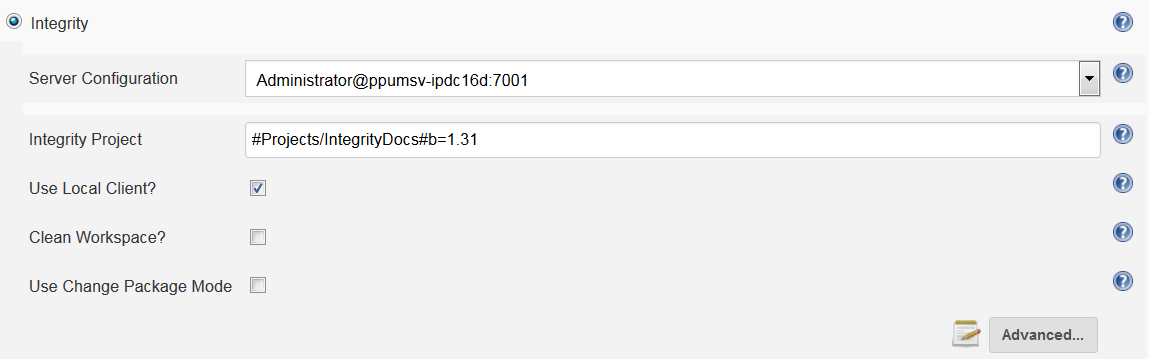 Integrity
Server Configuration
Administrator@ppumsv-ipdc16d:7001
Integrity Project
#Projects/IntegrityDocs#b=1.31
Use Local Client?
Clean Workspace?
Use Change Package Mode
Advanced...